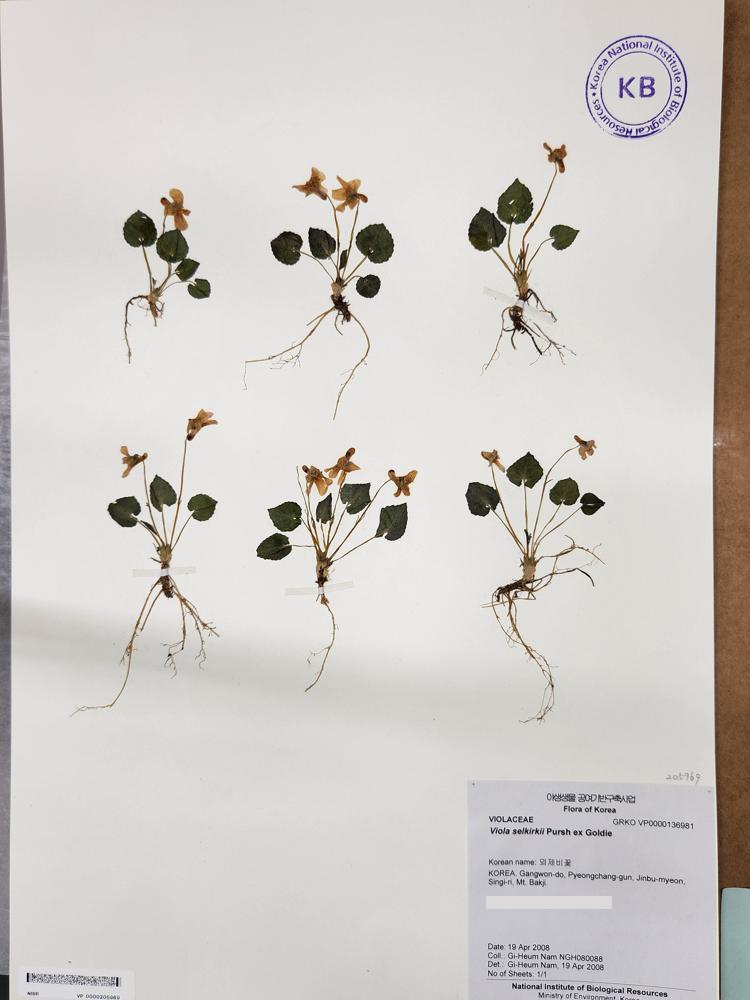 Korea National Institute of Biological Resources
KB
205969
야생생물 공여기반구축사업
Flora of Korea
VIOLACEAE
GRKO VP0000136981
Viola selkirkii Pursh ex Goldie
Korean name: 뫼제비꽃
KOREA. Gangwon-do, Pyeongchang-gun, Jinbu-myeon,
Singi-ri, Mt. Bakji.
Date: 19 Apr 2008
Coll.: Gi-Heum Nam NGH080088
Det.: Gi-Heum Nam, 19 Apr 2008
No of Sheets: 1/1
National Institute of Biological Resources
Ministry of Environment,
NIBR
VP 0000205969